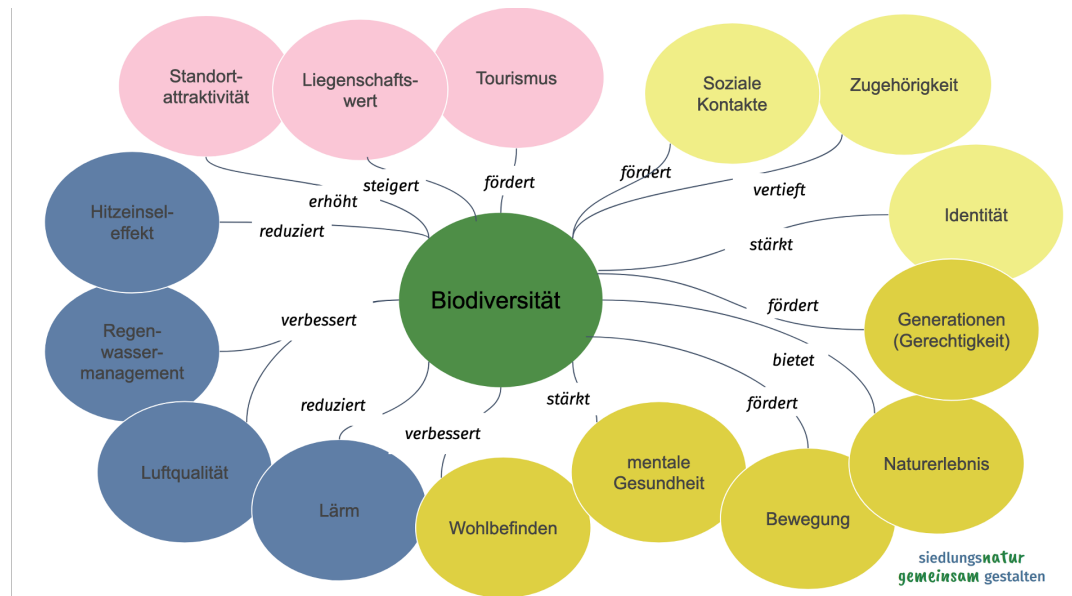 Standort-
attraktivität
Liegenschafts-
wert
Tourismus
Soziale
Kontakte
Zugehörigkeit
erhöht
steigert
fördert
fördert
vertieft
Hitzeinsel-
effekt
reduziert
Identität
stärkt
Biodiversität
Regen-
wasser-
management
verbessert
fördert
Generationen
(Gerechtigkeit)
bietet
reduziert
verbessert
stärkt
fördert
Luftqualität
Lärm
Wohlbefinden
mentale
Gesundheit
Bewegung
Naturerlebnis
siedlungsnatur
gemeinsam gestalten